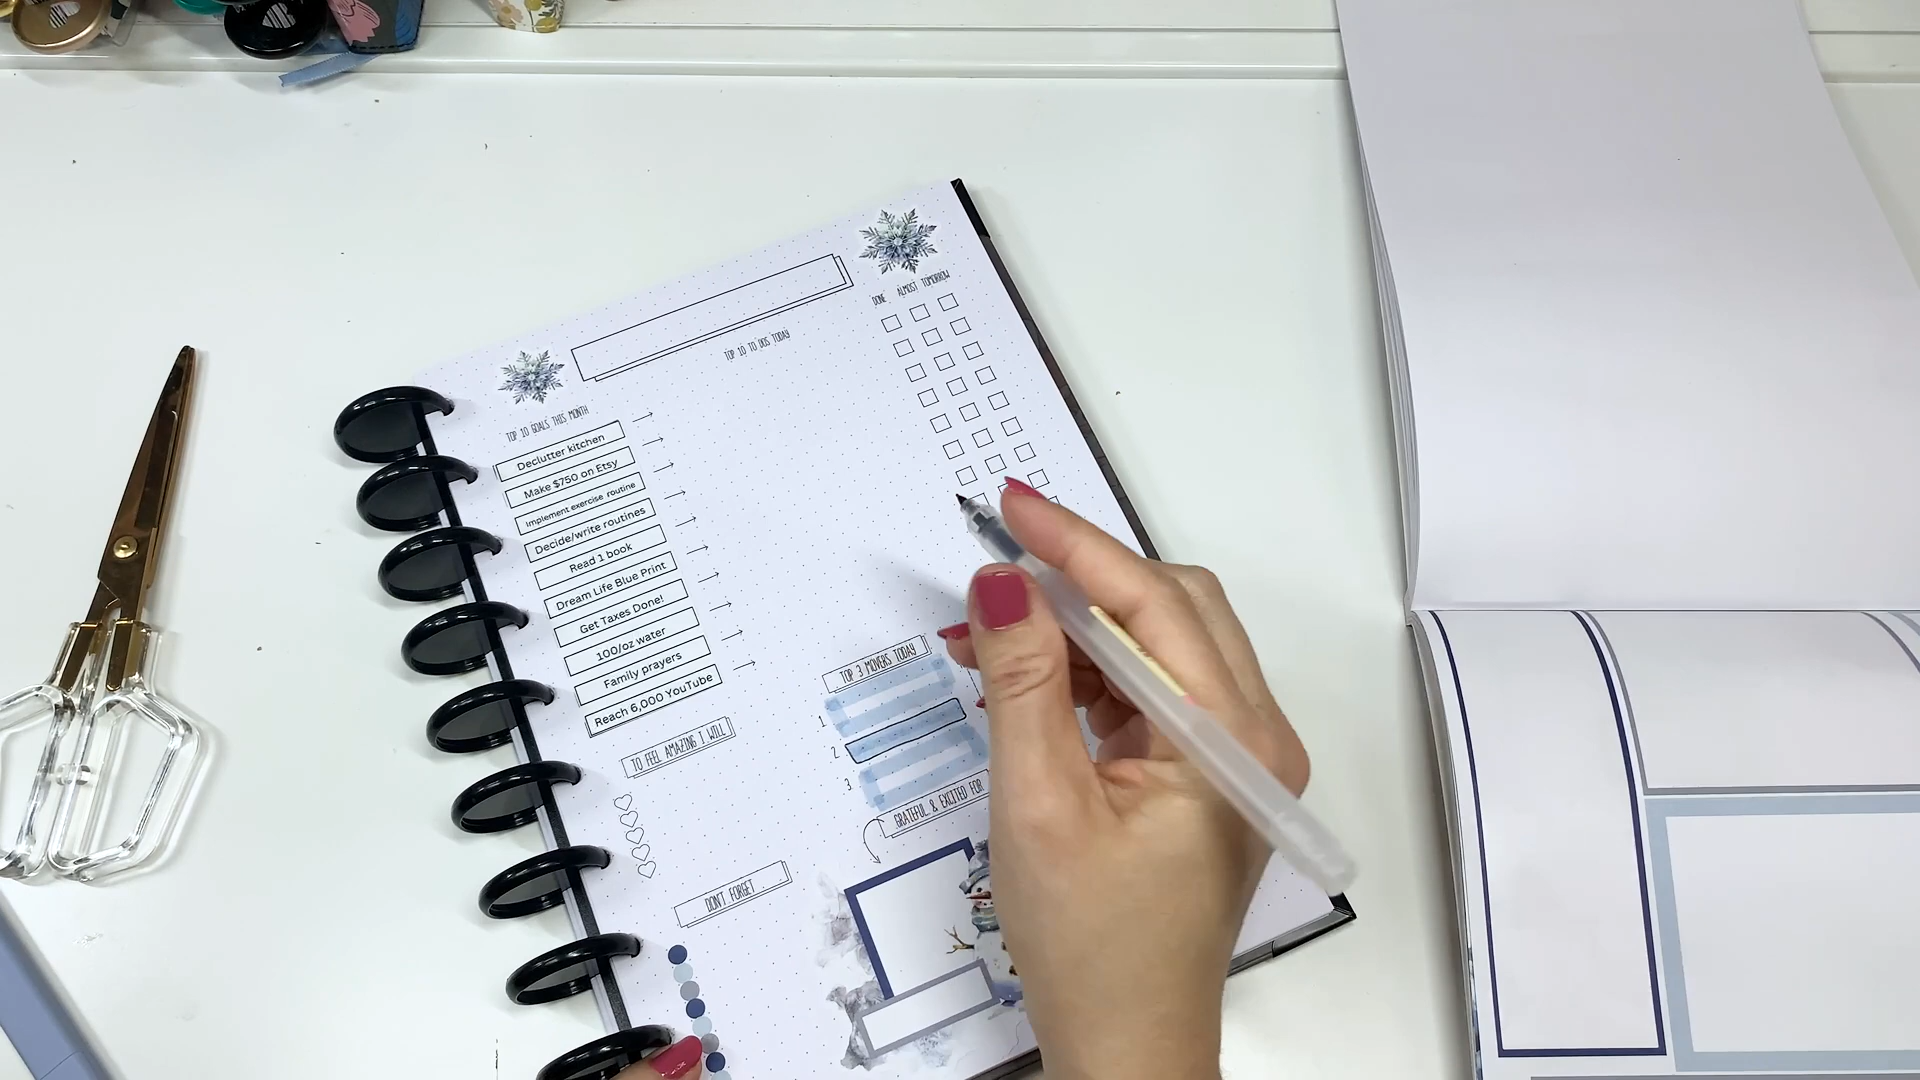 DONE ALMOST TOMORROW
TOP 10 TO DOS TODAY
TOP 10 GOALS THIS MONTH
Declutter kitchen
Make $750 on Etsy
Implement exercise routine
Decide/write routines
Read 1 book
Dream Life Blue Print
Get Taxes Done!
100/oz water
Family prayers
Reach 6,000 YouTube
TOP 3 MOVERS TODAY
1.
2.
3.
TO FEEL AMAZING I WILL
GRATEFUL & EXCITED FOR
DON'T FORGET